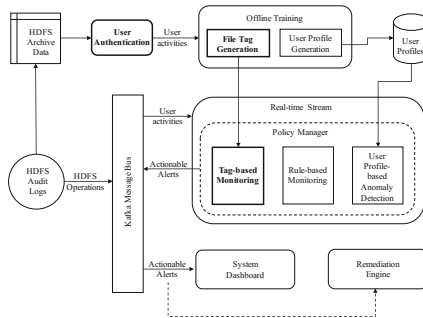 Offline Training
HDFS
Archive
Data
User
Authentication
User
activities
File Tag
Generation
User Profile
Generation
User
Profiles
Real-time Stream
User
activities
Policy Manager
Kafka Message Bus
HDFS
Audit
Logs
HDFS
Operations
Actionable
Alerts
Tag-based
Monitoring
Rule-based
Monitoring
User
Profile-
based
Anomaly
Detection
Actionable
Alerts
System
Dashboard
Remediation
Engine